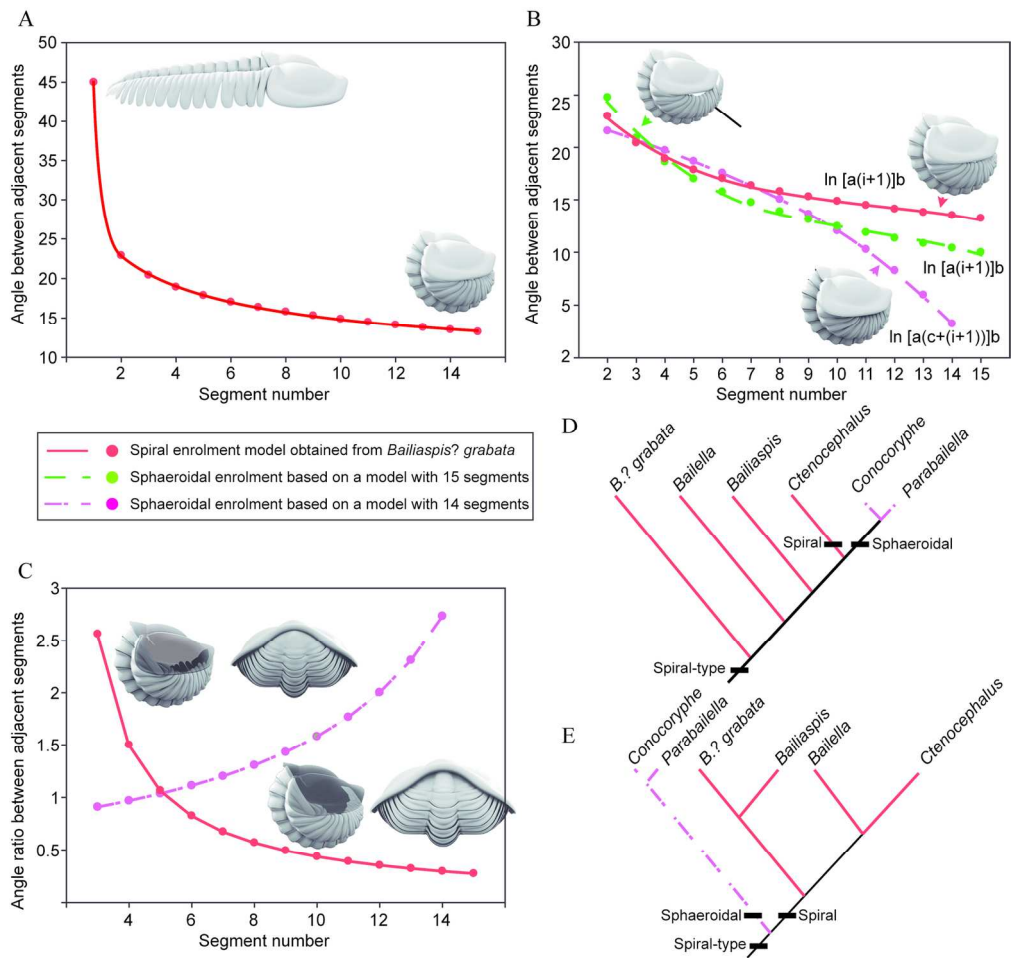 A
Angle between adjacent segments
50
45
40
35
30
25
20
15
10
2
4
6
8
10
12
14
Segment number
B
Angle between adjacent segments
30
25
20
15
10
5
2
ln [a(i+1)]b
ln [a(i+1)]b
ln [a(c+(i+1))]b
2
3
4
5
6
7
8
9
10
11
12
13
14
15
Segment number
Spiral enrolment model obtained from Bailiaspis? grabata
Sphaeroidal enrolment based on a model with 15 segments
Sphaeroidal enrolment based on a model with 14 segments
C
Angle ratio between adjacent segments
3
2.5
2
1.5
1
0.5
4
6
8
10
12
14
Segment number
D
B.? grabata
Bailella
Bailiaspis
Ctenocephalus
Conocoryphe
Parabailella
Spiral
Sphaeroidal
Spiral-type
E
Conocoryphe
Parabailella
B.? grabata
Bailiaspis
Bailella
Ctenocephalus
Sphaeroidal
Spiral
Spiral-type